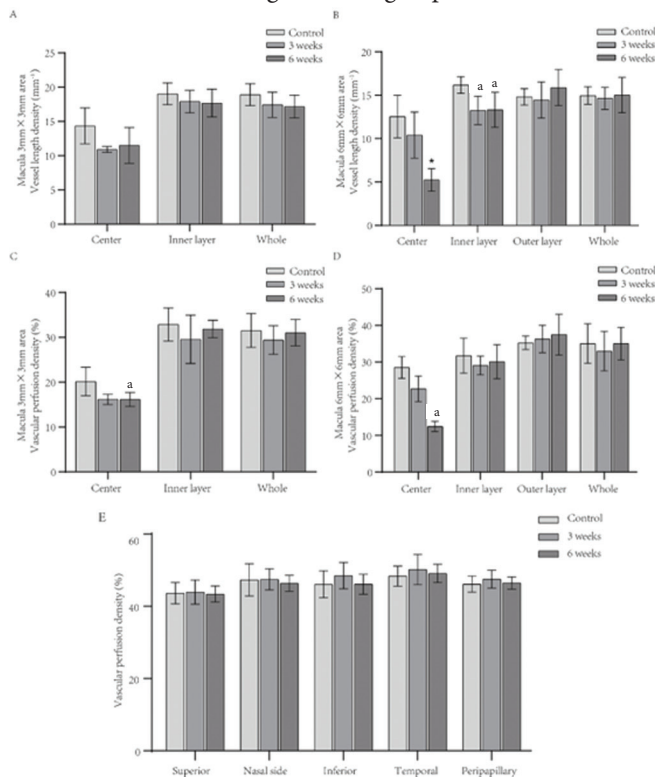 A
Control
3 weeks
6 weeks
Macula 3mm × 3mm area
Vessel length density (mm⁻¹)
25
20
15
10
5
0
Center
Inner layer
Whole
B
Control
3 weeks
6 weeks
Macula 6mm × 6mm area
Vessel length density (mm⁻¹)
20
15
10
5
0
*
a
a
Center
Inner layer
Outer layer
Whole
C
Control
3 weeks
6 weeks
Macula 3mm × 3mm area
Vascular perfusion density (%)
40
30
20
10
0
a
Center
Inner layer
Whole
D
Control
3 weeks
6 weeks
Macula 6mm × 6mm area
Vascular perfusion density (%)
50
40
30
20
10
0
a
Center
Inner layer
Outer layer
Whole
E
Control
3 weeks
6 weeks
Vascular perfusion density (%)
60
40
20
0
Superior
Nasal side
Inferior
Temporal
Peripapillary